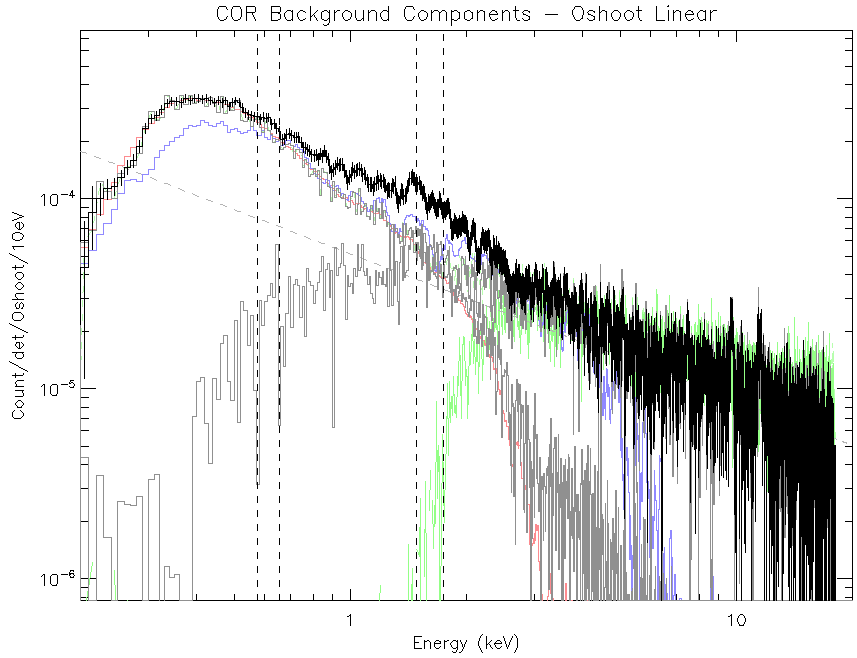 COR Background Components – Oshoot Linear
Count/det/Oshoot/10eV
10⁻⁴
10⁻⁵
10⁻⁶
1
10
Energy (keV)